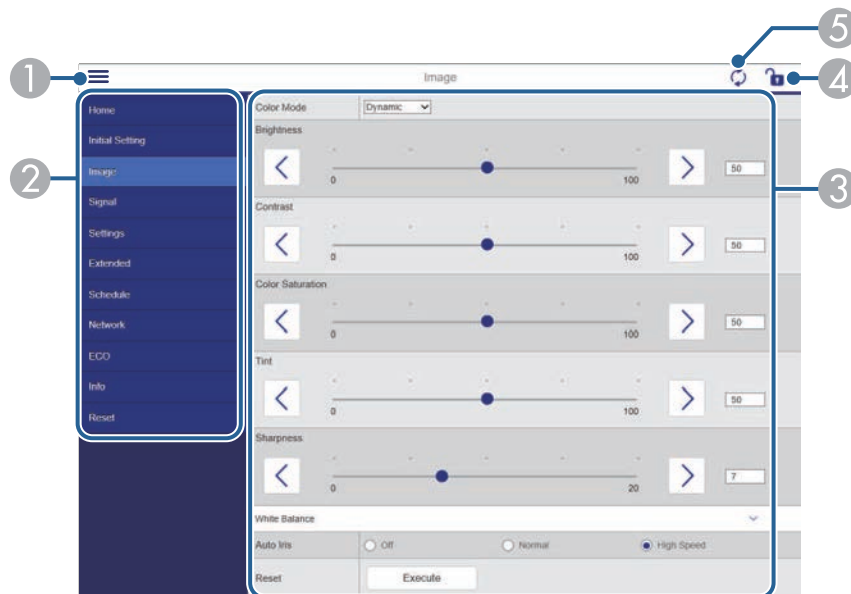 5
1
Image
4
Home
Color Mode
Dynamic
Brightness
Initial Setting
2
Image
50
0
100
3
Signal
Contrast
Settings
50
0
100
Extended
Color Saturation
Schedule
Network
50
0
100
ECO
Tint
Info
50
0
100
Reset
Sharpness
7
0
20
White Balance
Auto Iris
Off
Normal
High Speed
Reset
Execute